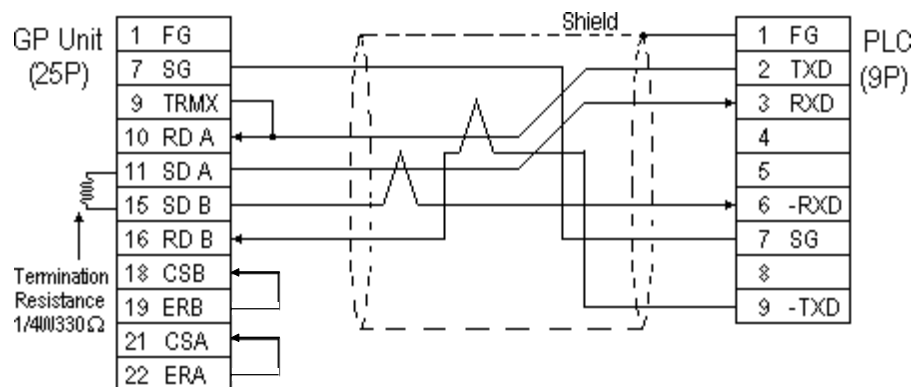 Shield
GP Unit
(25P)
1 FG
7 SG
9 TRMX
10 RD A
11 SD A
15 SD B
16 RD B
18 CSB
19 ERB
21 CSA
22 ERA
Termination
Resistance
1/4W330Ω
PLC
(9P)
1 FG
2 TXD
3 RXD
4
5
6 -RXD
7 SG
8
9 -TXD